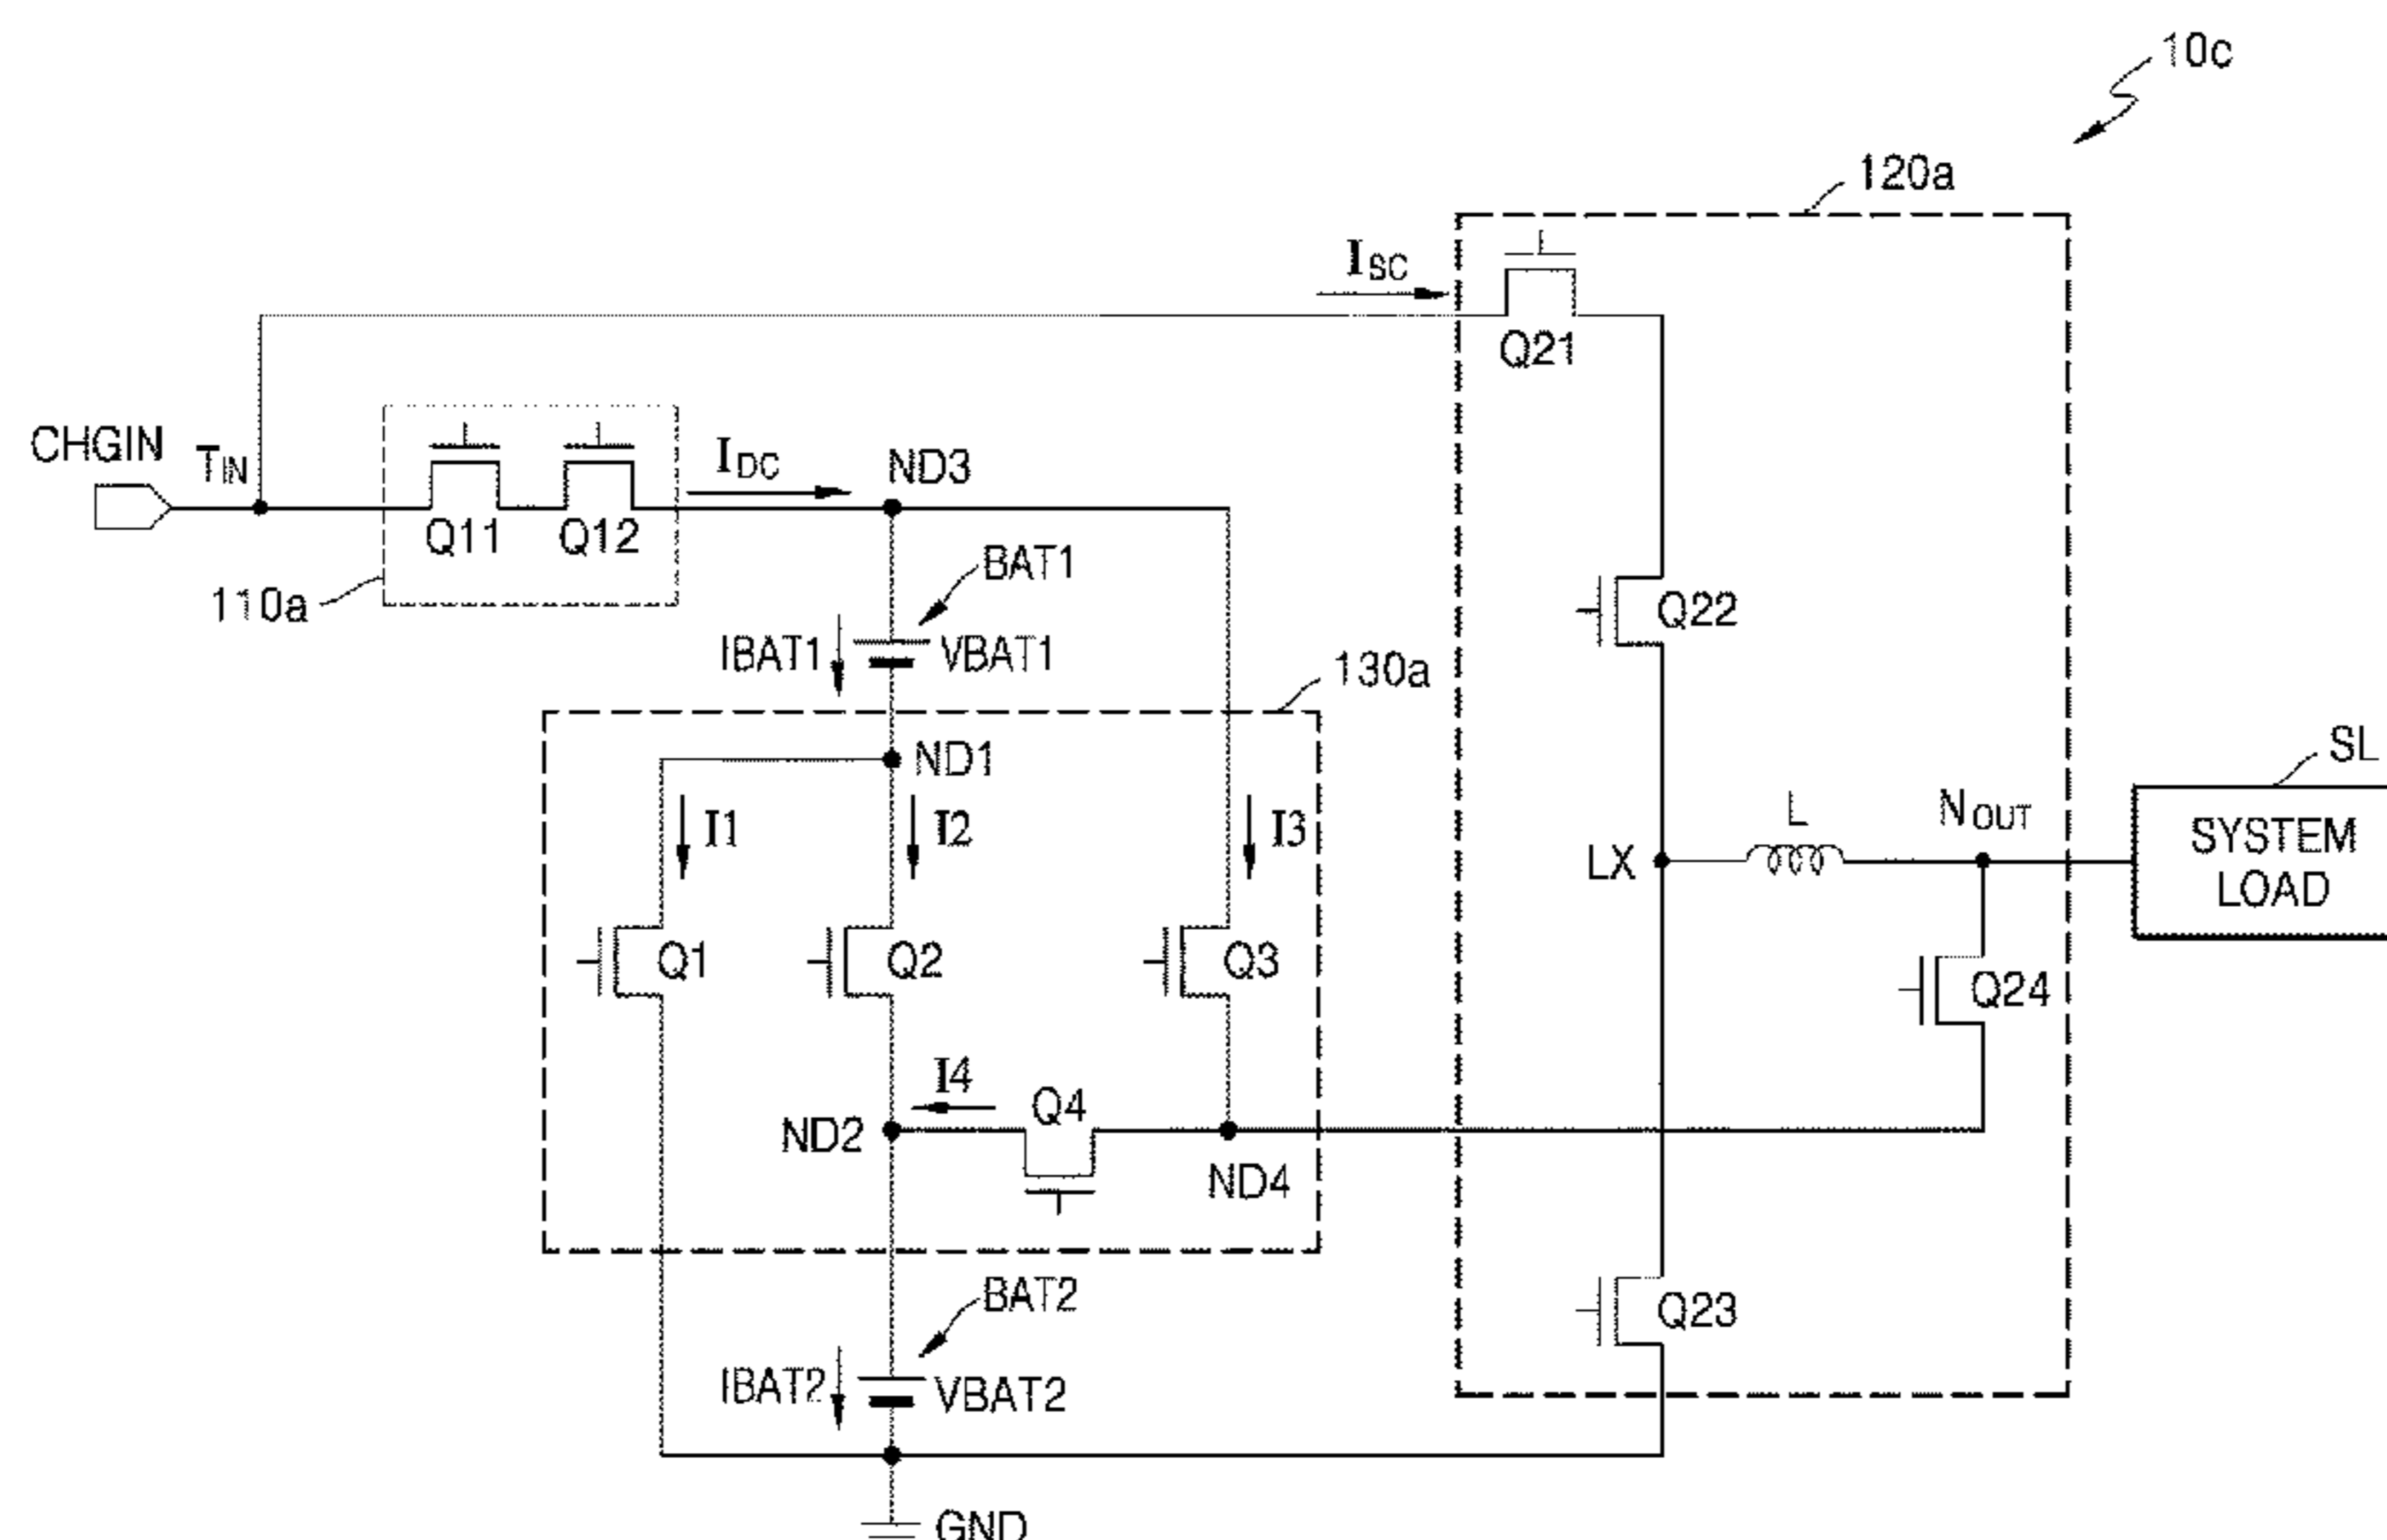 10c
120a
ISC
Q21
CHGIN
TIN
IDC
ND3
Q11
Q12
110a
BAT1
Q22
IBAT1
VBAT1
130a
ND1
SL
I1
I2
I3
L
NOUT
LX
SYSTEM
LOAD
Q1
Q2
Q3
Q24
I4
Q4
ND2
ND4
BAT2
Q23
IBAT2
VBAT2
GND